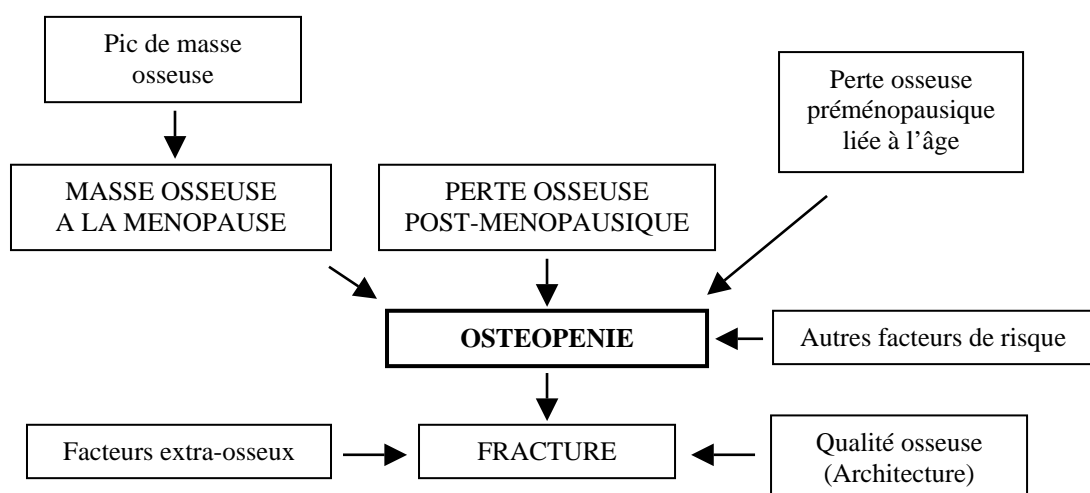 Pic de masse
osseuse
Perte osseuse
préménopausique
liée à l’âge
MASSE OSSEUSE
A LA MENOPAUSE
PERTE OSSEUSE
POST-MENOPAUSIQUE
OSTEOPENIE
Autres facteurs de risque
Facteurs extra-osseux
FRACTURE
Qualité osseuse
(Architecture)